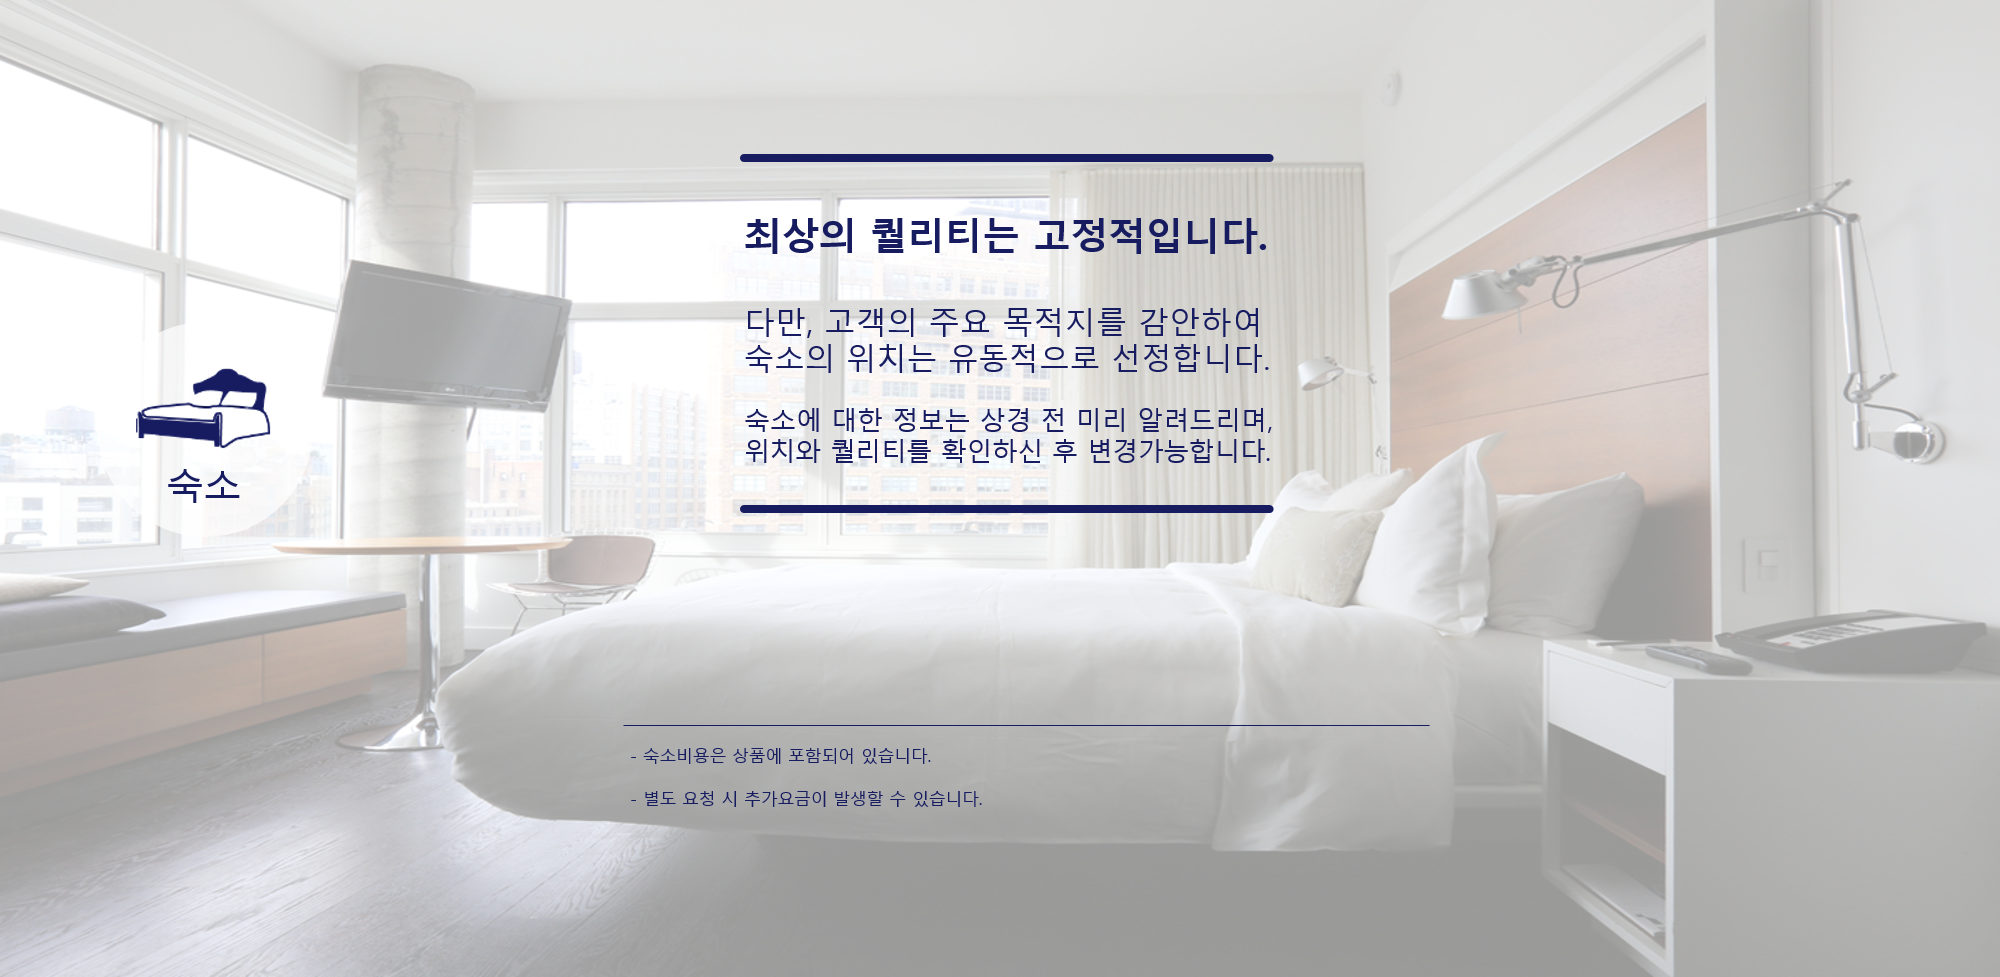 최상의 퀄리티는 고정적입니다.
다만, 고객의 주요 목적지를 감안하여
숙소의 위치는 유동적으로 선정합니다.
숙소에 대한 정보는 상경 전 미리 알려드리며,
위치와 퀄리티를 확인하신 후 변경가능합니다.
숙소
- 숙소비용은 상품에 포함되어 있습니다.
- 별도 요청 시 추가요금이 발생할 수 있습니다.